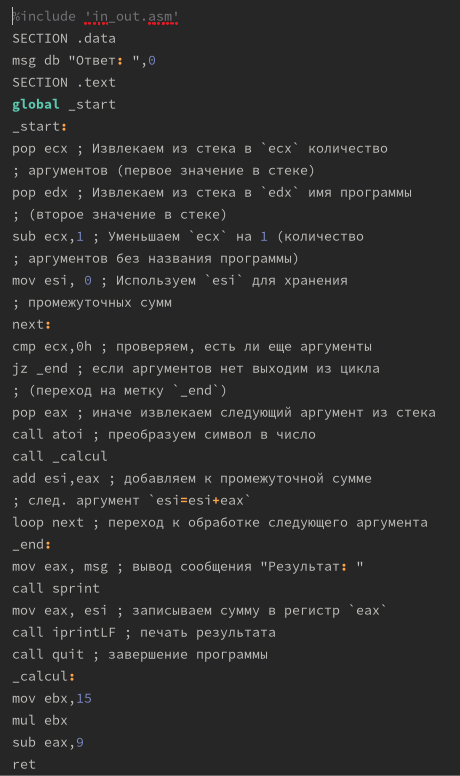 %include 'in_out.asm'
SECTION .data
msg db "Ответ: ",0
SECTION .text
global _start
_start:
pop ecx ; Извлекаем из стека в `ecx` количество
; аргументов (первое значение в стеке)
pop edx ; Извлекаем из стека в `edx` имя программы
; (второе значение в стеке)
sub ecx,1 ; Уменьшаем `ecx` на 1 (количество
; аргументов без названия программы)
mov esi, 0 ; Используем `esi` для хранения
; промежуточных сумм
next:
cmp ecx,0h ; проверяем, есть ли еще аргументы
jz _end ; если аргументов нет выходим из цикла
; (переход на метку `_end`)
pop eax ; иначе извлекаем следующий аргумент из стека
call atoi ; преобразуем символ в число
call _calcul
add esi,eax ; добавляем к промежуточной сумме
; след. аргумент `esi=esi+eax`
loop next ; переход к обработке следующего аргумента
_end:
mov eax, msg ; вывод сообщения "Результат: "
call sprint
mov eax, esi ; записываем сумму в регистр `eax`
call iprintLF ; печать результата
call quit ; завершение программы
_calcul:
mov ebx,15
mul ebx
sub eax,9
ret